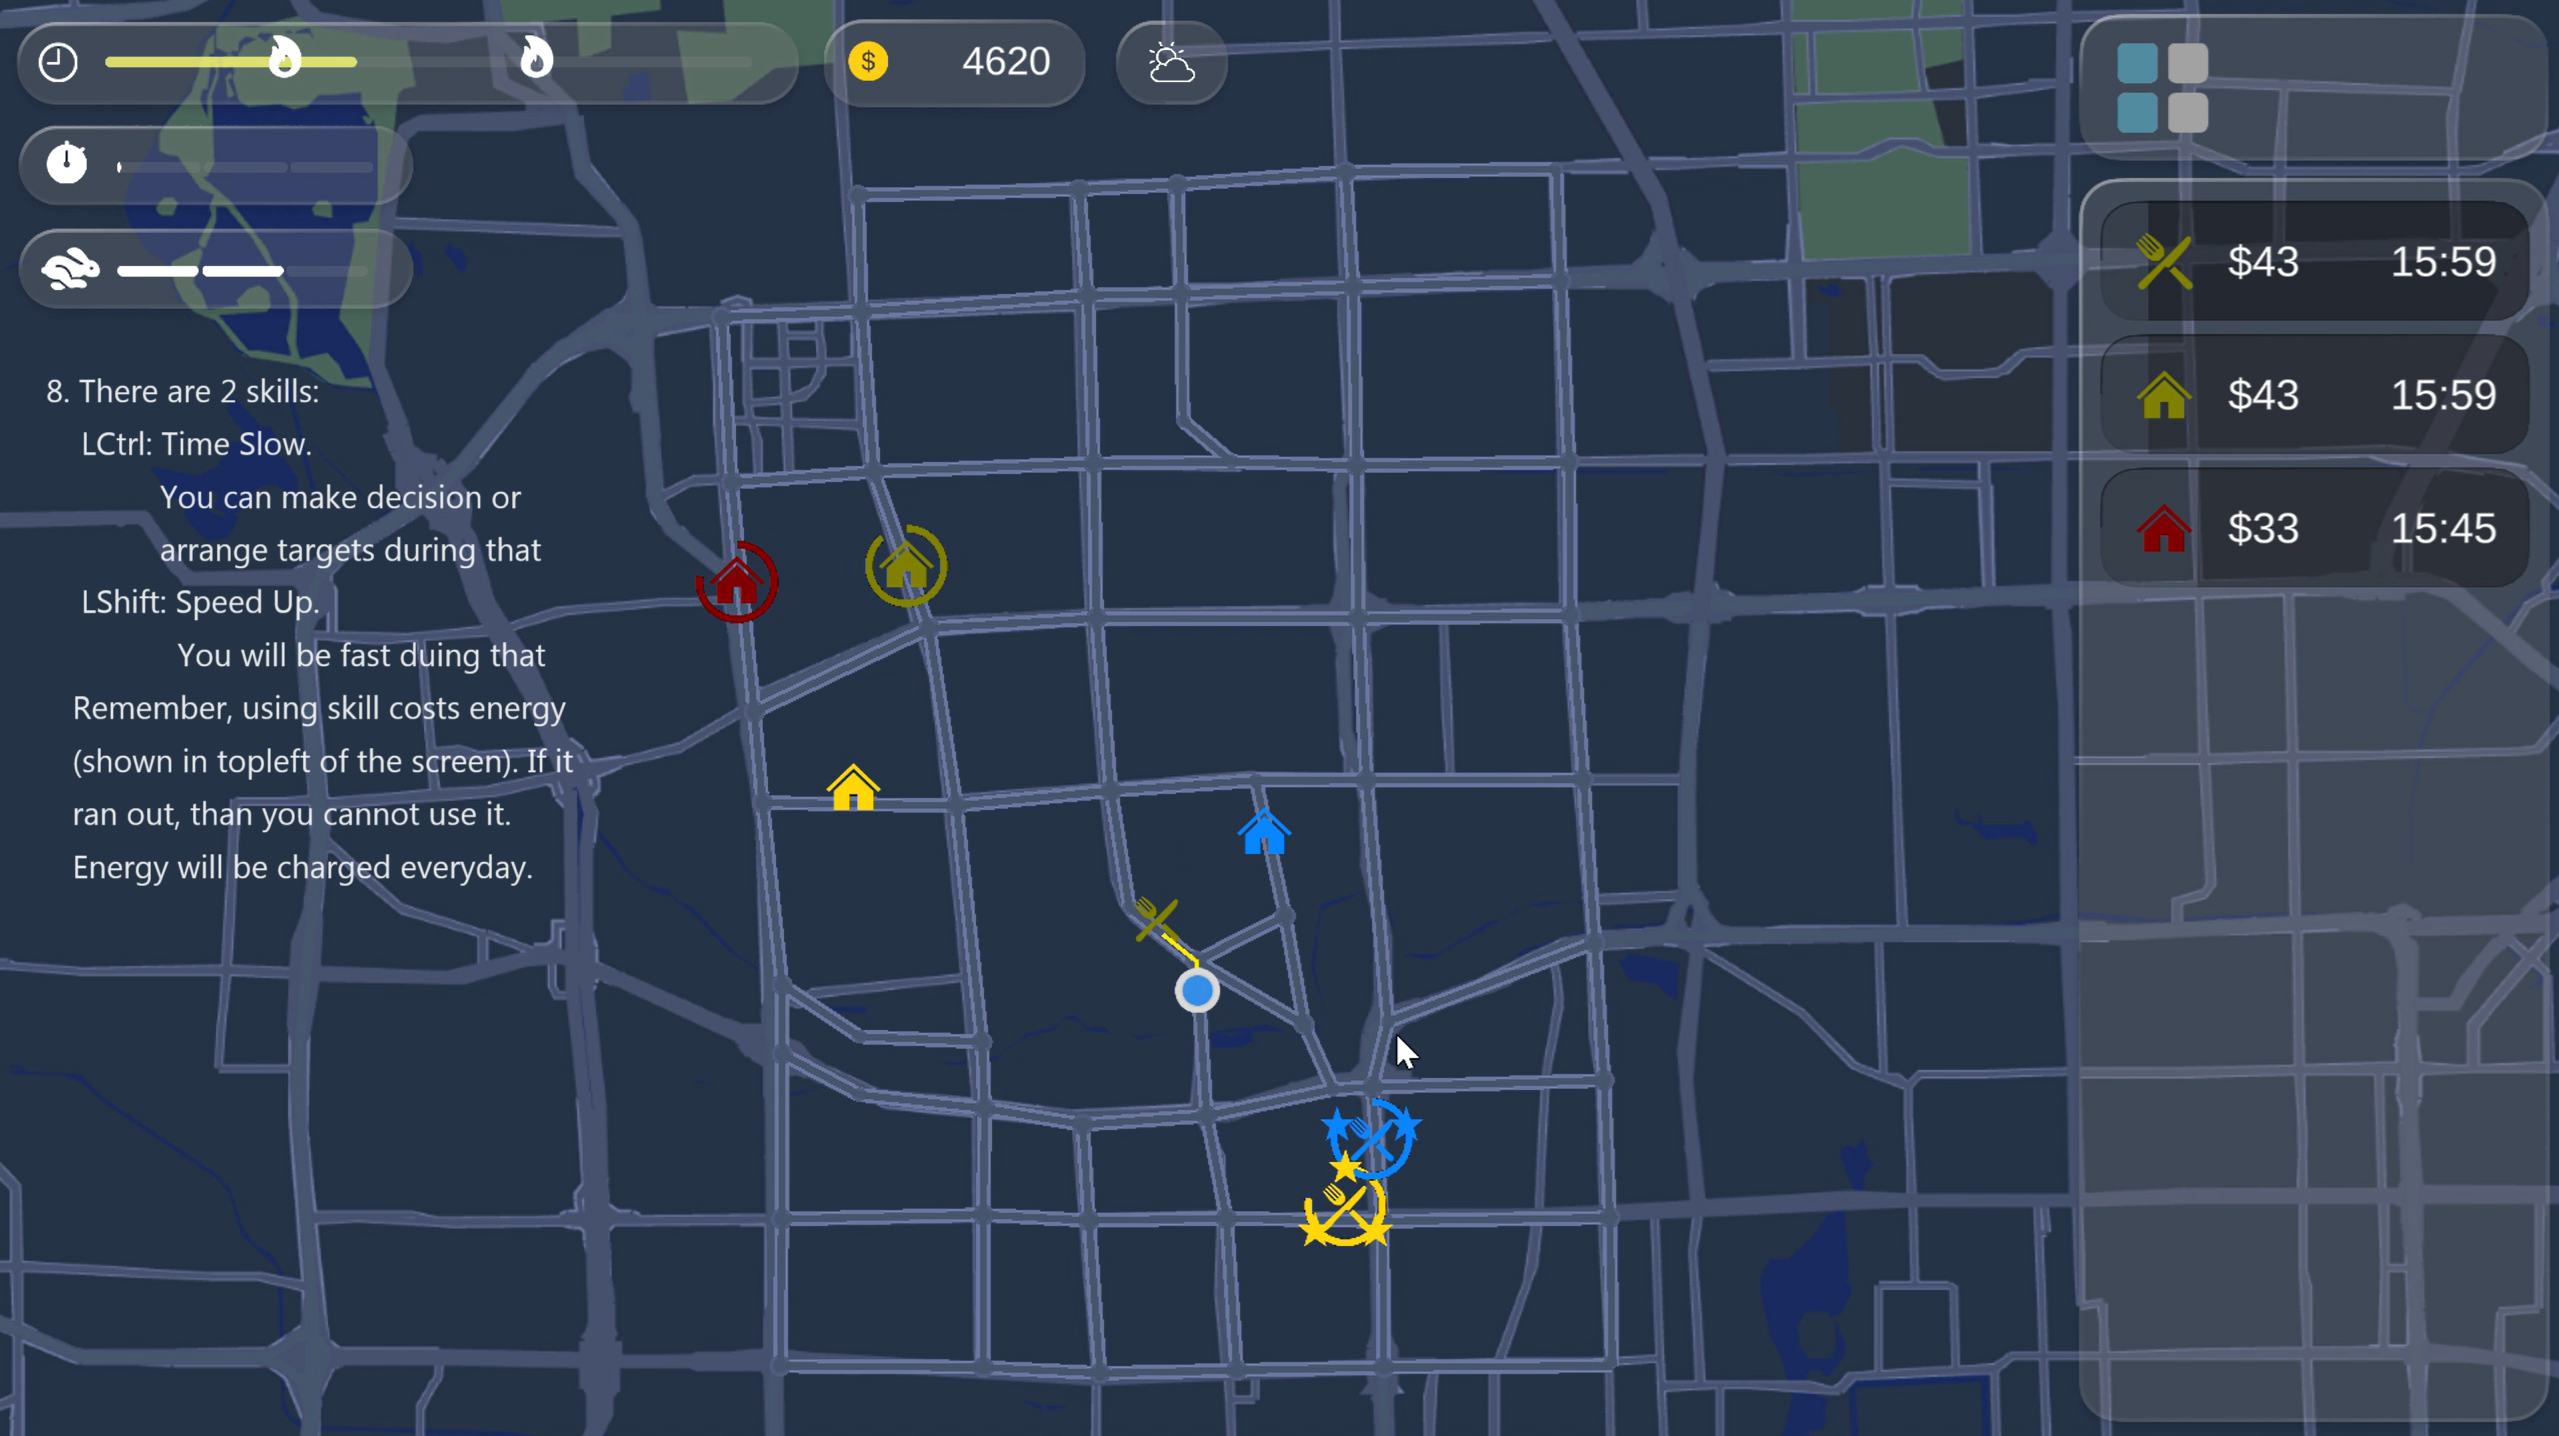 $ 4620
8. There are 2 skills:
LCtrl: Time Slow.
You can make decision or
arrange targets during that
LShift: Speed Up.
You will be fast duing that
Remember, using skill costs energy
(shown in topleft of the screen). If it
ran out, than you cannot use it.
Energy will be charged everyday.
$43 15:59
$43 15:59
$33 15:45